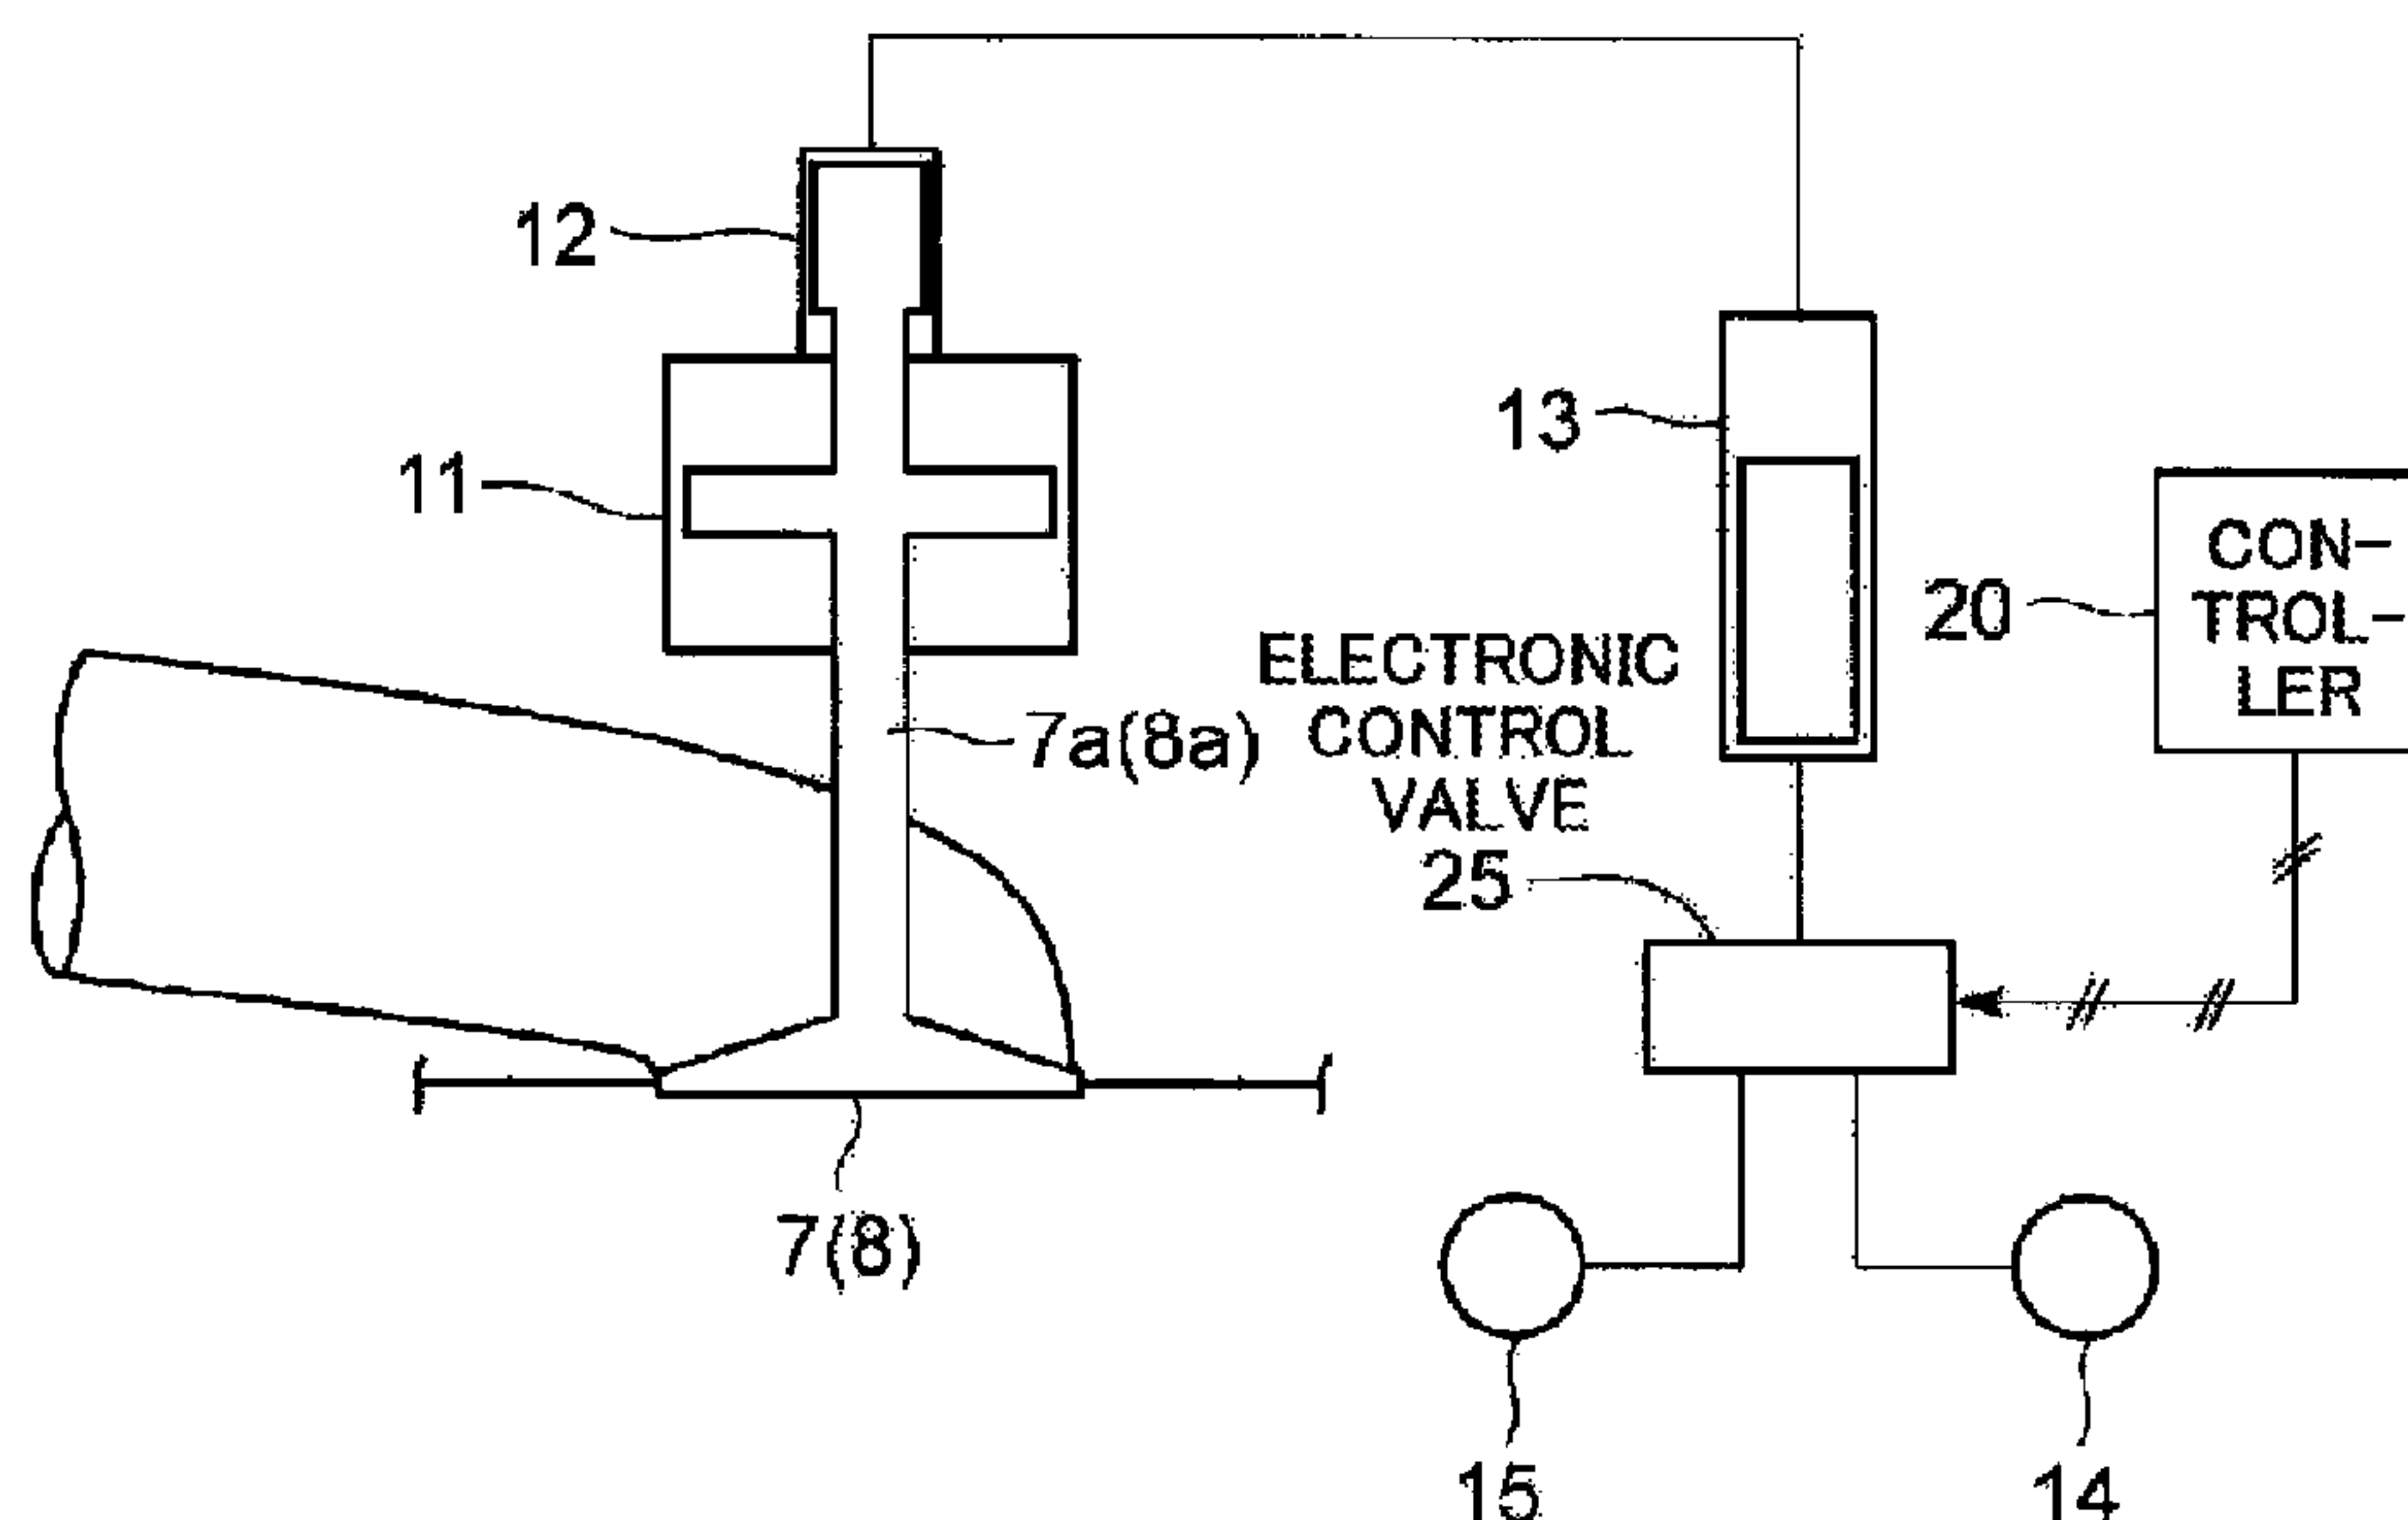 12
11
13
20
CON-
TROL-
LER
ELECTRONIC
CONTROL
VALVE
25
7a(8a)
7(8)
15
14